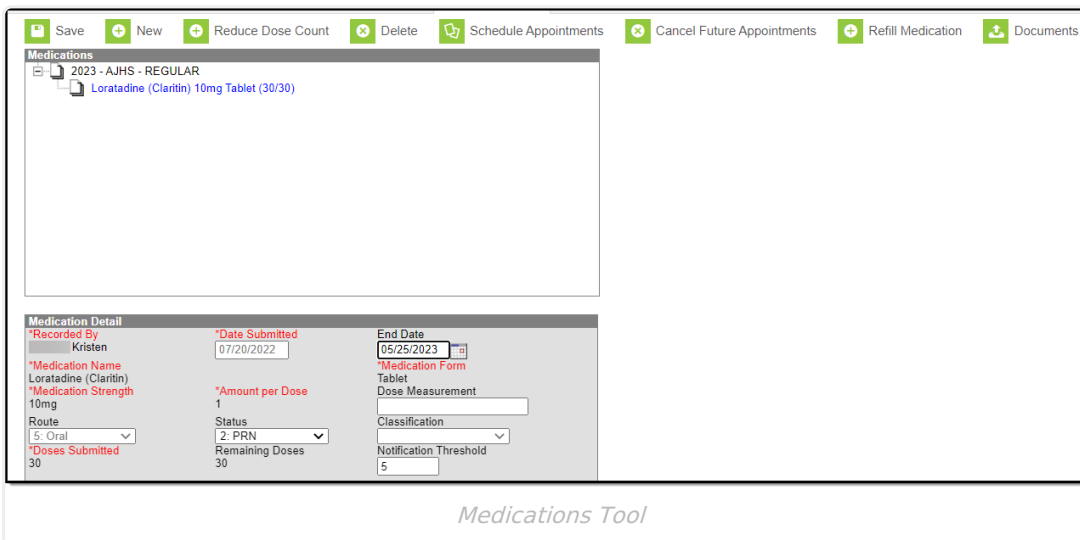 Save New Reduce Dose Count Delete Schedule Appointments Cancel Future Appointments Refill Medication Documents
Medications
2023 - AJHS - REGULAR
Loratadine (Claritin) 10mg Tablet (30/30)
Medication Detail
*Recorded By *Date Submitted End Date
Kristen 07/20/2022 05/25/2023
*Medication Name *Medication Form
Loratadine (Claritin) Tablet
*Medication Strength *Amount per Dose Dose Measurement
10mg 1
Route Status Classification
5: Oral 2: PRN
*Doses Submitted Remaining Doses Notification Threshold
30 30 5
Medications Tool